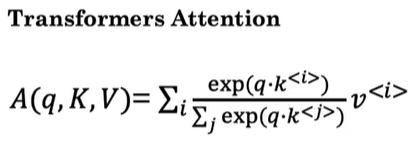 Transformers Attention
A(q, K, V)= ∑ᵢ exp(q·k<i>) / ∑ⱼ exp(q·k<j>) v<i>